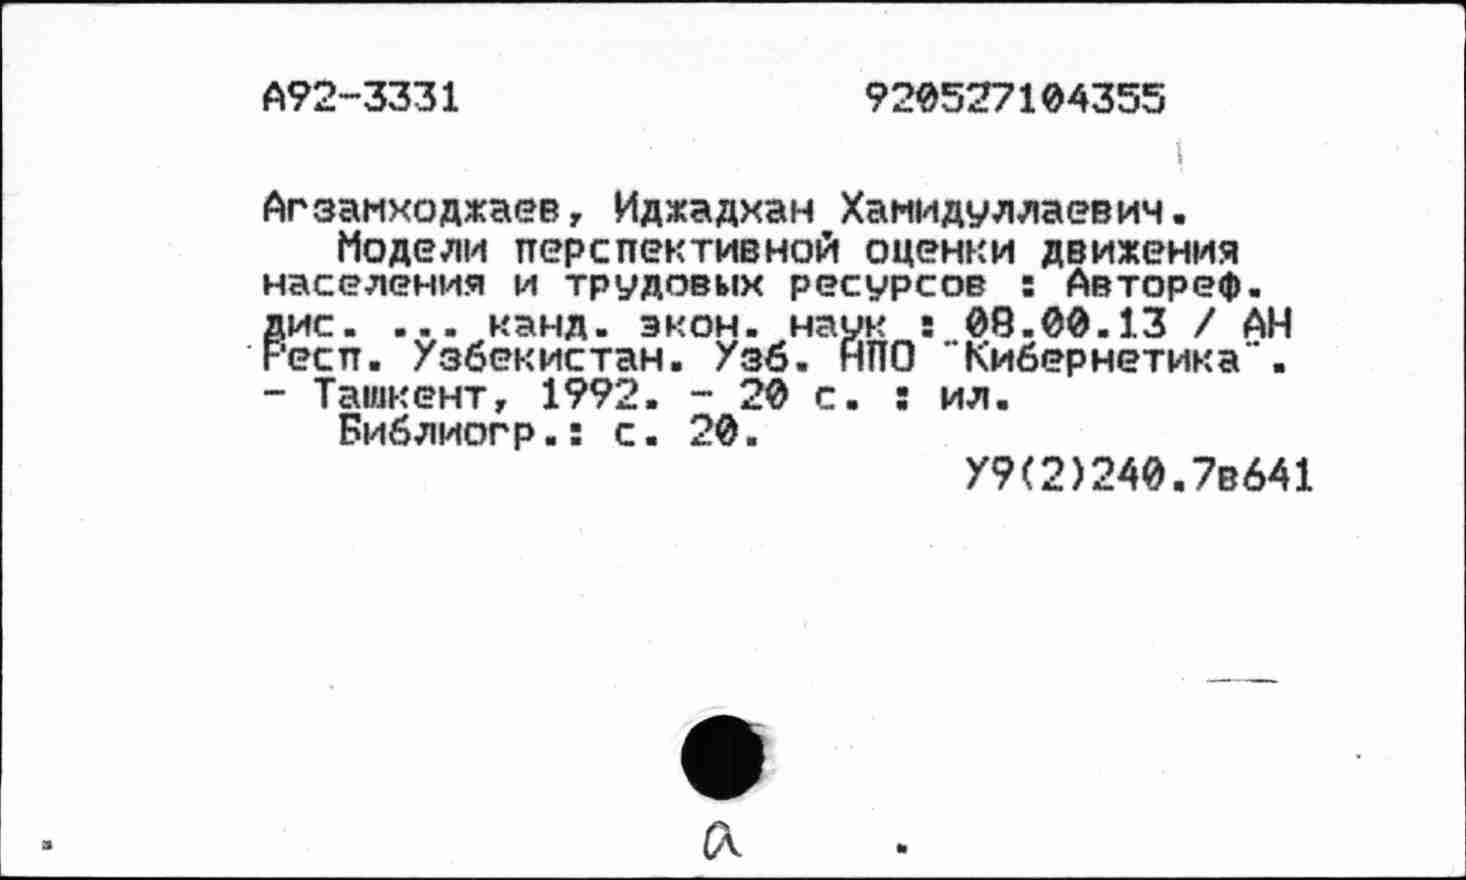 А92-3331 920527104355
Агзамходжаев, Иджадхан Хамидуллаевич.
Модели перспективной оценки движения
населения и трудовых ресурсов : Автореф.
дис. ... канд. экон. наук : 08.00.13 / АН
Респ. Узбекистан. Узб. НПО "Кибернетика".
- Ташкент, 1992. - 20 с. : ил.
Библиогр.: с. 20.
У9(2)240.7в641
а